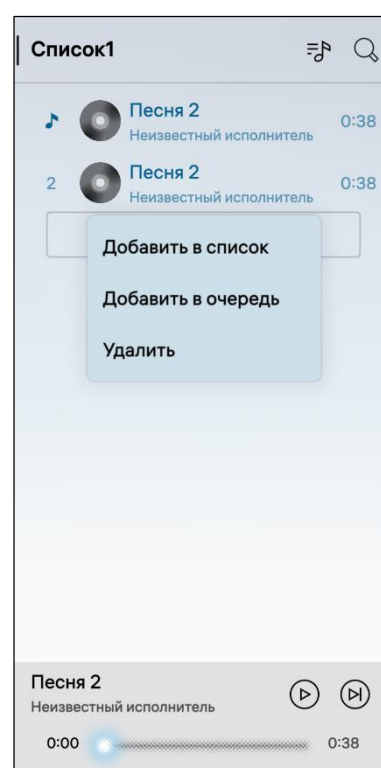 Список1
Песня 2
Неизвестный исполнитель
0:38
2
Песня 2
Неизвестный исполнитель
0:38
Добавить в список
Добавить в очередь
Удалить
Песня 2
Неизвестный исполнитель
0:00
0:38